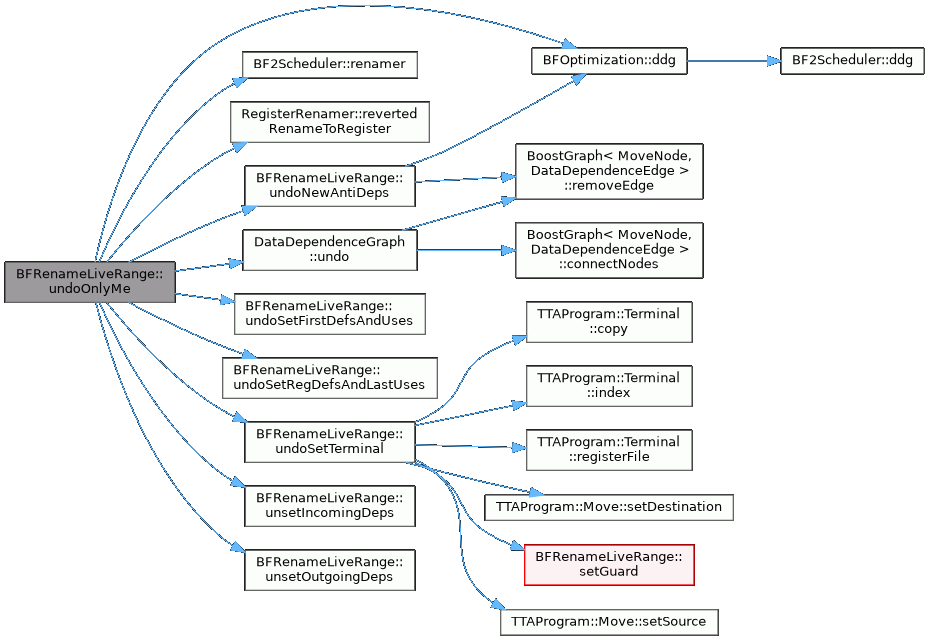 BFRenameLiveRange::
undoOnlyMe
BF2Scheduler::renamer
RegisterRenamer::reverted
RenameToRegister
BFRenameLiveRange::
undoNewAntiDeps
DataDependenceGraph
::undo
BFRenameLiveRange::
undoSetFirstDefsAndUses
BFRenameLiveRange::
undoSetRegDefsAndLastUses
BFRenameLiveRange::
undoSetTerminal
BFRenameLiveRange::
unsetIncomingDeps
BFRenameLiveRange::
unsetOutgoingDeps
BFOptimization::ddg
BoostGraph< MoveNode,
DataDependenceEdge >
::removeEdge
BoostGraph< MoveNode,
DataDependenceEdge >
::connectNodes
TTAProgram::Terminal
::copy
TTAProgram::Terminal
::index
TTAProgram::Terminal
::registerFile
TTAProgram::Move::setDestination
BFRenameLiveRange::
setGuard
TTAProgram::Move::setSource
BF2Scheduler::ddg